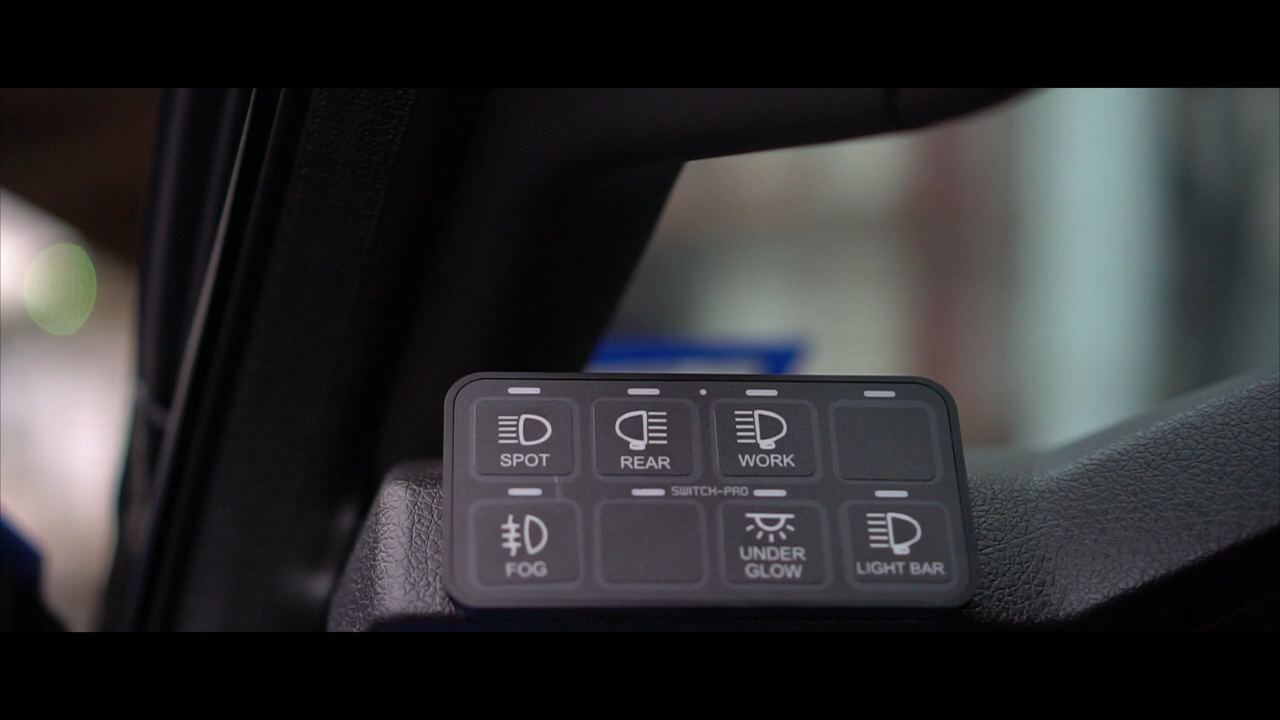 SPOT
REAR
WORK
SWITCH-PRO
FOG
UNDER
GLOW
LIGHT BAR